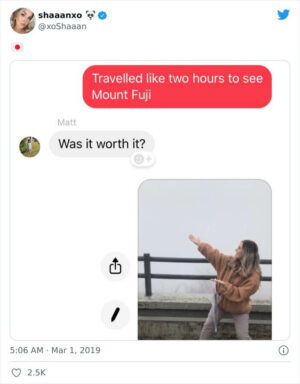 shaaanxo
@xoShaaan
Travelled like two hours to see
Mount Fuji
Matt
Was it worth it?
5:06 AM · Mar 1, 2019
2.5K